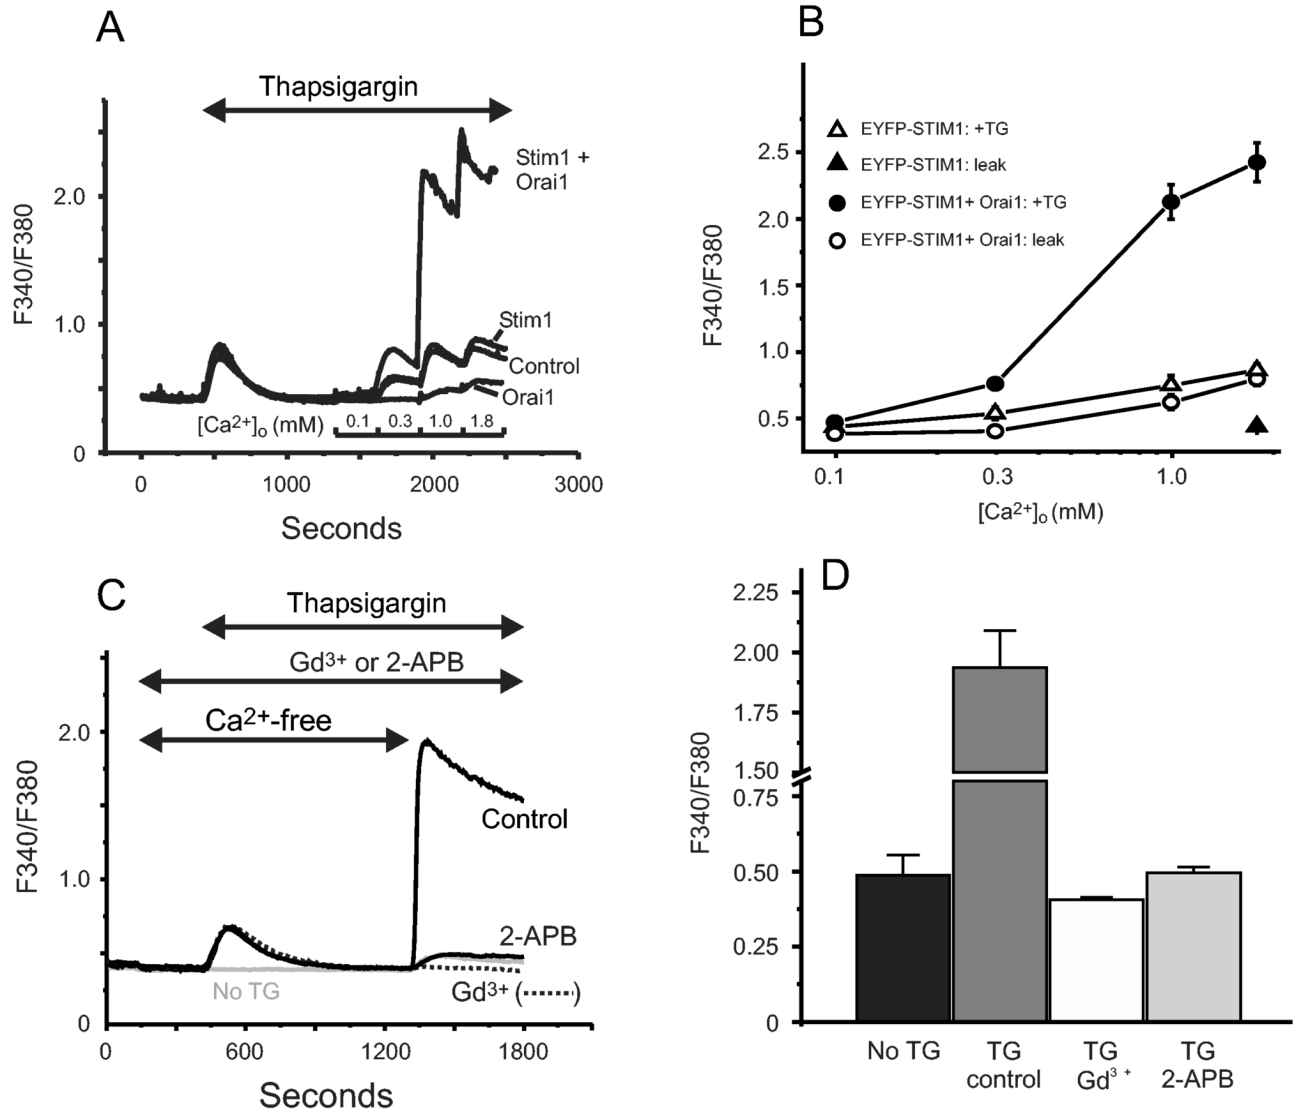 A
Thapsigargin
F340/F380
2.0
1.0
0
Stim1 +
Orai1
Stim1
Control
Orai1
[Ca2+]o (mM)
0.1 0.3 1.0 1.8
0 1000 2000 3000
Seconds
B
EYFP-STIM1: +TG
EYFP-STIM1: leak
EYFP-STIM1+ Orai1: +TG
EYFP-STIM1+ Orai1: leak
F340/F380
2.5
2.0
1.5
1.0
0.5
0.1 0.3 1.0
[Ca2+]o (mM)
C
Thapsigargin
Gd3+ or 2-APB
Ca2+-free
F340/F380
2.0
1.0
0
Control
2-APB
No TG
Gd3+ (......)
0 600 1200 1800
Seconds
D
F340/F380
2.25
2.00
1.75
1.50
0.75
0.50
0.25
0
No TG
TG
control
TG
Gd3 +
TG
2-APB